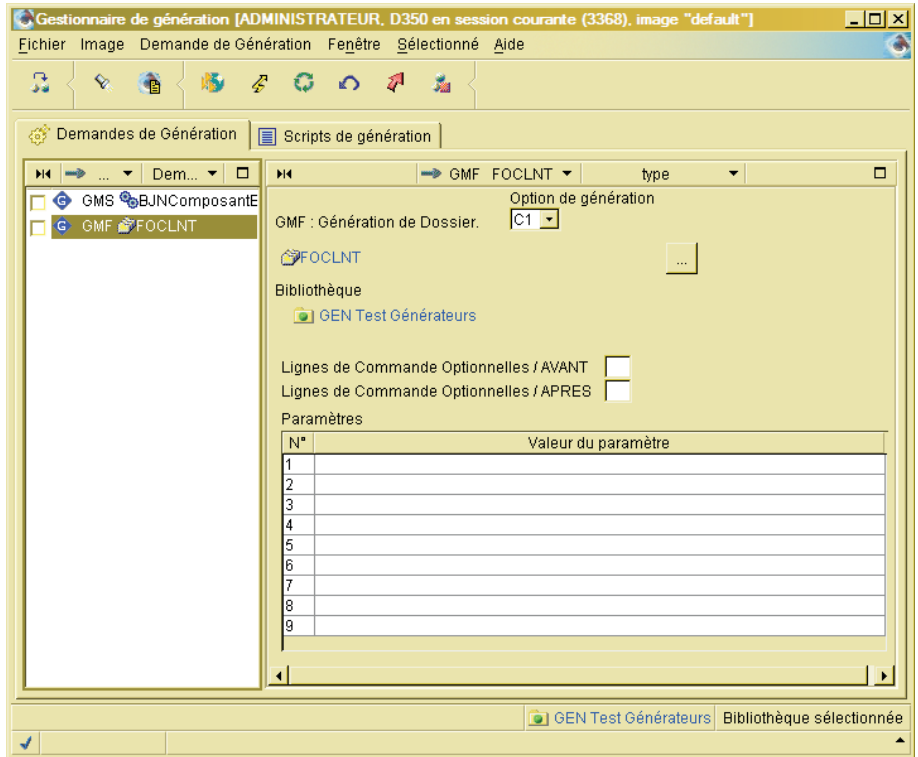 Gestionnaire de génération [ADMINISTRATEUR, D350 en session courante (3368), image "default"]
Fichier Image Demande de Génération Fenêtre Sélectionné Aide
Demandes de Génération Scripts de génération
... Dem... GMF FOCLNT type
GMS BJNComposantE
GMF FOCLNT
Option de génération
GMF : Génération de Dossier. C1
FOCLNT ...
Bibliothèque
GEN Test Générateurs
Lignes de Commande Optionnelles / AVANT
Lignes de Commande Optionnelles / APRES
Paramètres
N° Valeur du paramètre
1
2
3
4
5
6
7
8
9
GEN Test Générateurs Bibliothèque sélectionnée